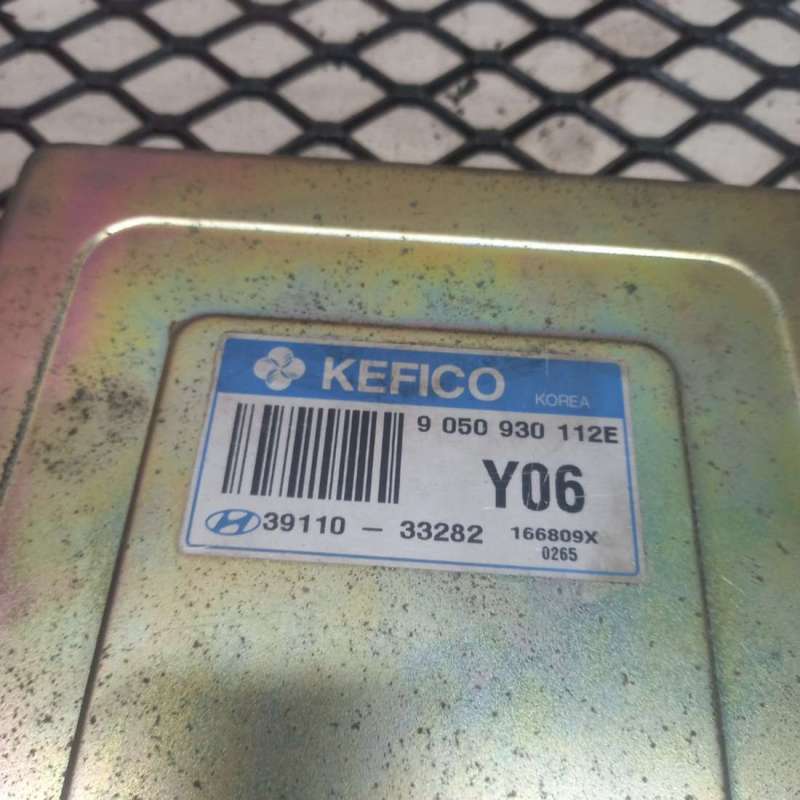 KEFICO KOREA
9 050 930 112E
Y06
39110 - 33282 166809X
0265